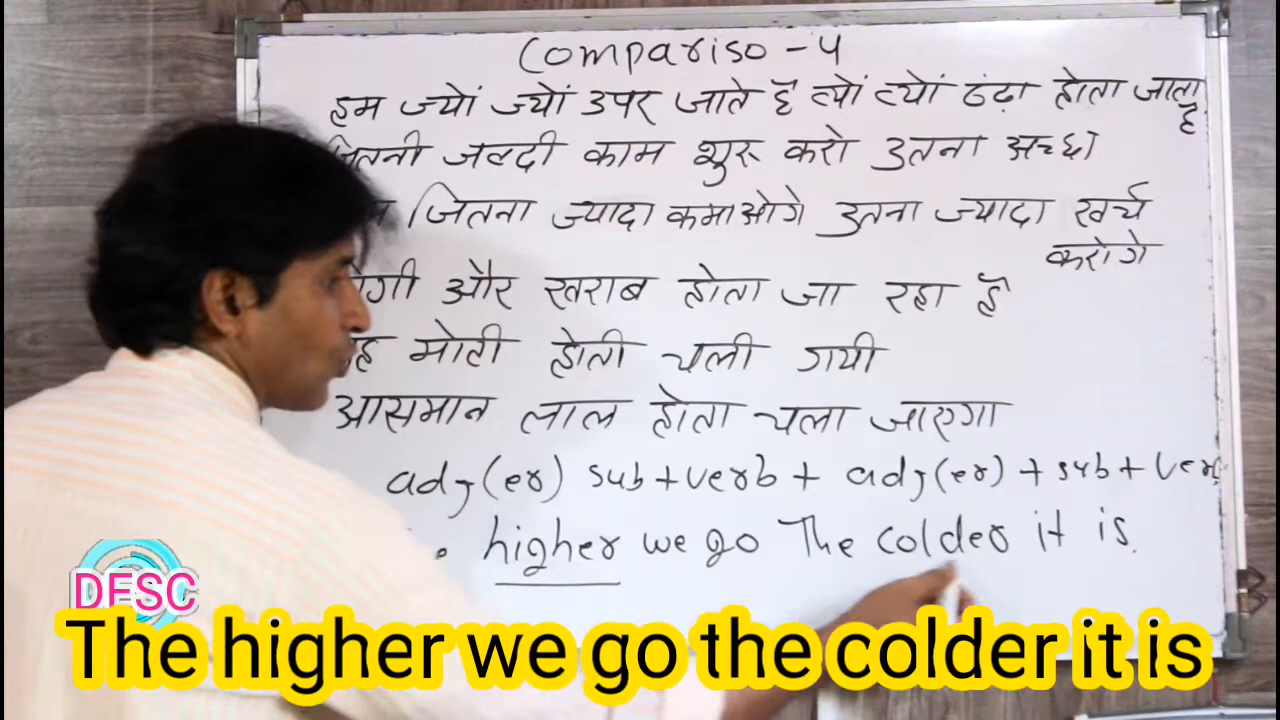 Compariso - 4
हम ज्यों ज्यों उपर जाते हैं त्यों त्यों ठंढ़ा होता जाता है
जितनी जल्दी काम शुरू करो उतना अच्छा
जितना ज्यादा कमाओगे उतना ज्यादा खर्च करोगे
और खराब होता जा रहा है
मोटी होती चली गयी
आसमान लाल होता चला जाएगा
adj(er) sub+verb + adj(er) + sub + ver
higher we go The colder it is.
DESC
The higher we go the colder it is